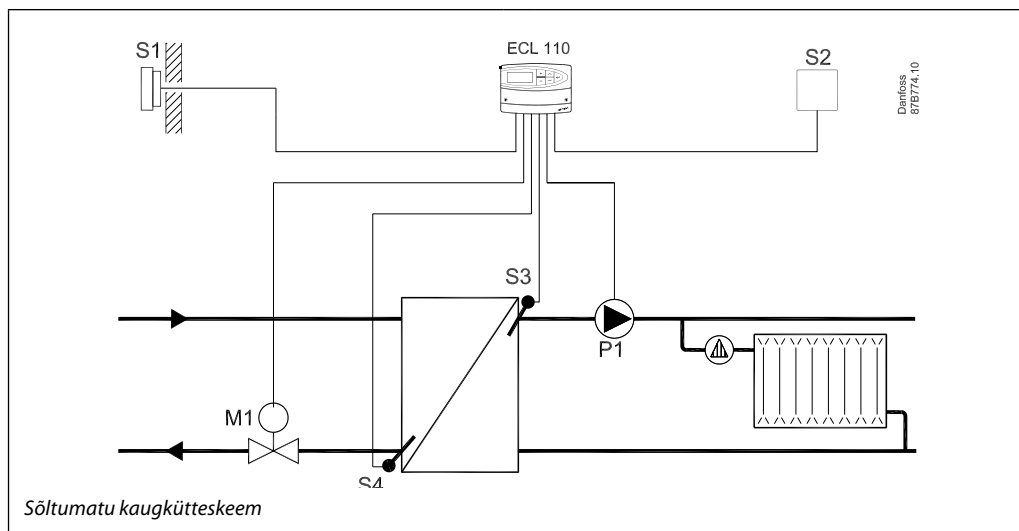 S1
ECL 110
S2
Danfoss
87B774.10
S3
P1
M1
S4
Sõltumatu kaugkütteskeem